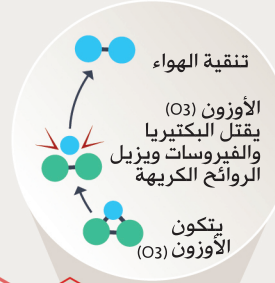 تنقية الهواء
الأوزون (O3)
يقتل البكتيريا
والفيروسات ويزيل
الروائح الكريهة
يتكون
الأوزون (O3)